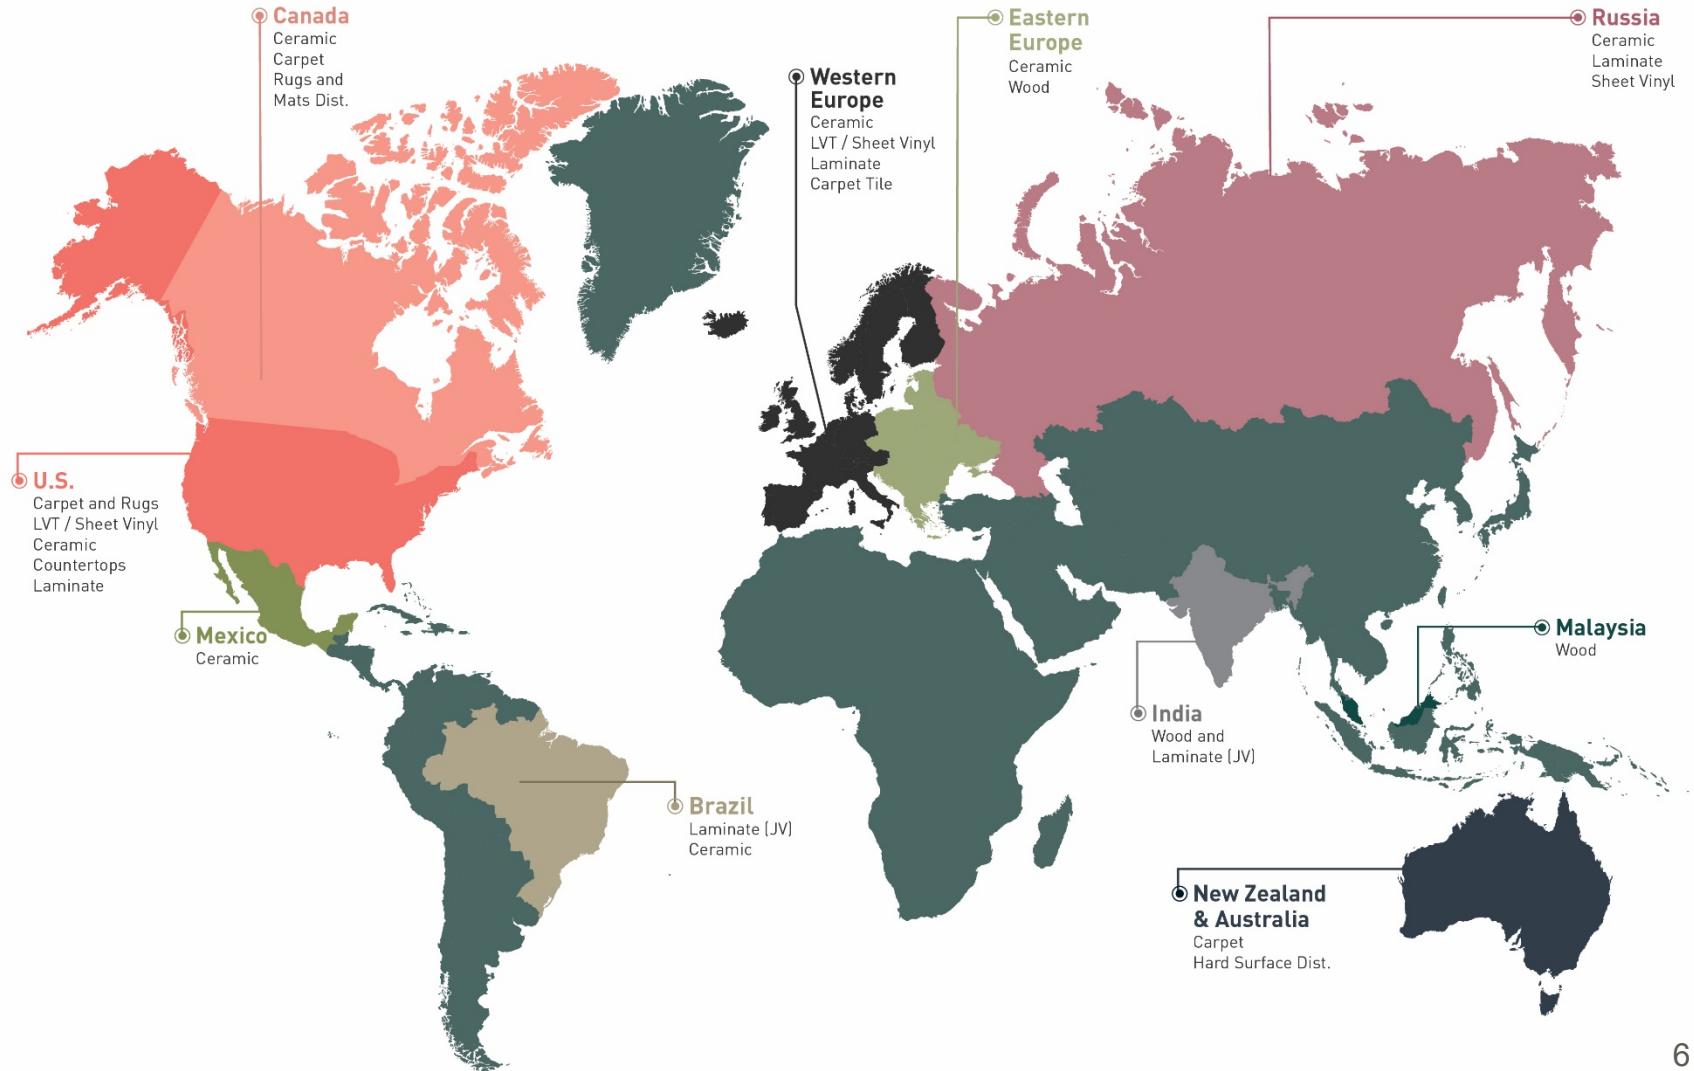 Canada
Ceramic
Carpet
Rugs and
Mats Dist.
Western
Europe
Ceramic
LVT / Sheet Vinyl
Laminate
Carpet Tile
Eastern
Europe
Ceramic
Wood
Russia
Ceramic
Laminate
Sheet Vinyl
U.S.
Carpet and Rugs
LVT / Sheet Vinyl
Ceramic
Countertops
Laminate
Mexico
Ceramic
Brazil
Laminate (JV)
Ceramic
India
Wood and
Laminate (JV)
Malaysia
Wood
New Zealand
& Australia
Carpet
Hard Surface Dist.
6